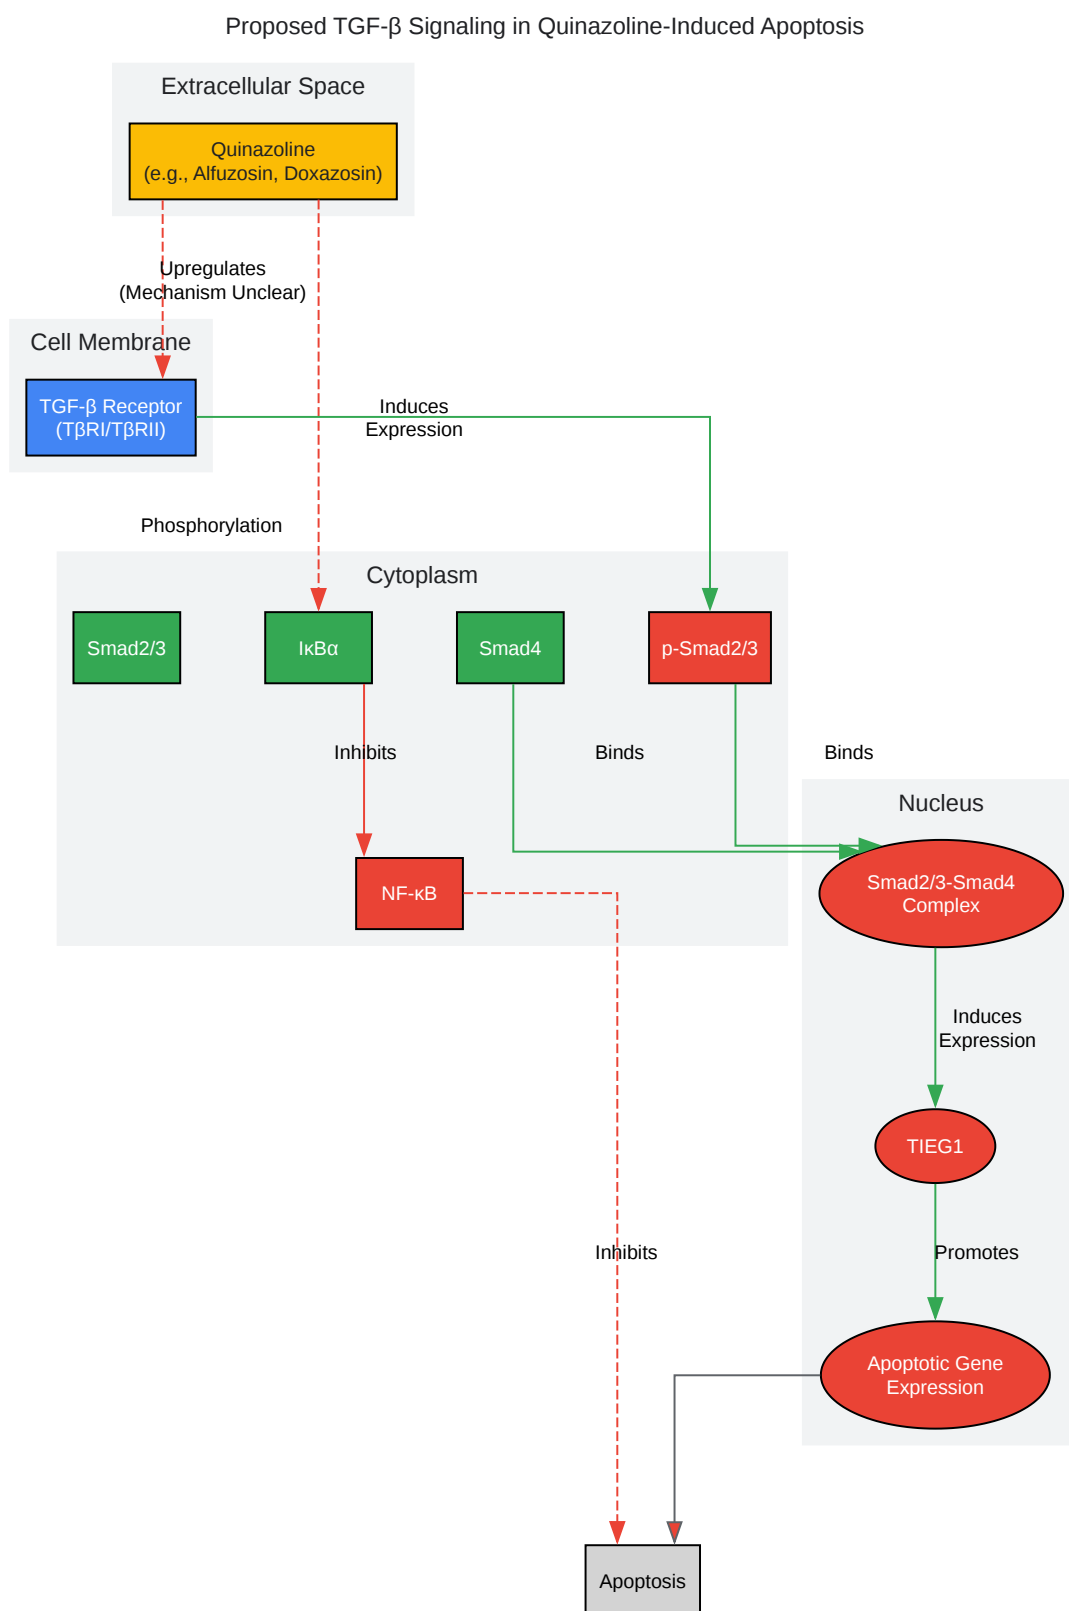 Proposed TGF-β Signaling in Quinazoline-Induced Apoptosis
Extracellular Space
Quinazoline
(e.g., Alfuzosin, Doxazosin)
Upregulates
(Mechanism Unclear)
Cell Membrane
TGF-β Receptor
(TβRI/TβRII)
Induces
Expression
Phosphorylation
Cytoplasm
Smad2/3
IκBα
Smad4
p-Smad2/3
Inhibits
Binds
Binds
Nucleus
NF-κB
Smad2/3-Smad4
Complex
Induces
Expression
TIEG1
Inhibits
Promotes
Apoptotic Gene
Expression
Apoptosis